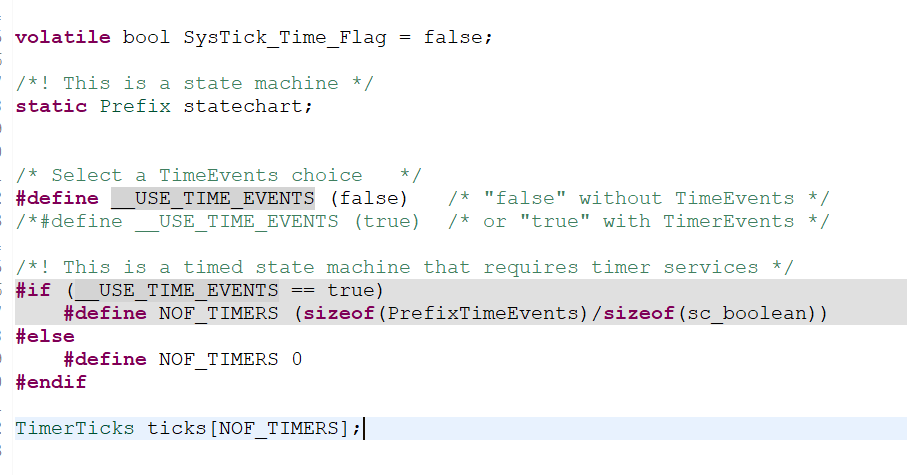 volatile bool SysTick_Time_Flag = false;
/*! This is a state machine */
static Prefix statechart;
/* Select a TimeEvents choice   */
#define __USE_TIME_EVENTS (false)   /* "false" without TimeEvents */
/*#define __USE_TIME_EVENTS (true)  /* or "true" with TimerEvents */
/*! This is a timed state machine that requires timer services */
#if (__USE_TIME_EVENTS == true)
    #define NOF_TIMERS (sizeof(PrefixTimeEvents)/sizeof(sc_boolean))
#else
    #define NOF_TIMERS 0
#endif
TimerTicks ticks[NOF_TIMERS];